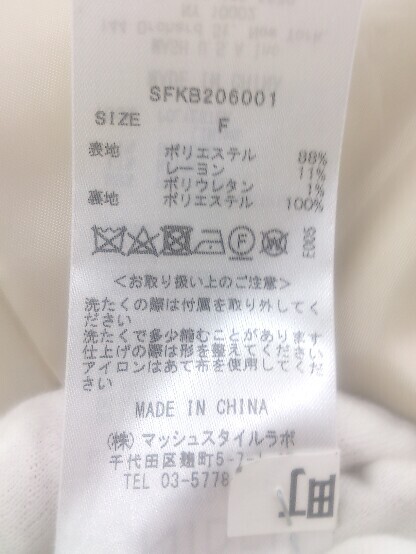 SFKB206001
SIZE F
表地 ポリエステル 88%
レーヨン 11%
ポリウレタン 1%
裏地 ポリエステル 100%
E005
<お取り扱い上のご注意>
洗たくの際は付属を取り外してく
ださい
洗たくで多少縮むことがあります
仕上げの際は形を整えてください
アイロンはあて布を使用してくだ
さい
MADE IN CHINA
(株)マッシュスタイルラボ
千代田区麹町5-7-
TEL 03-5778
町